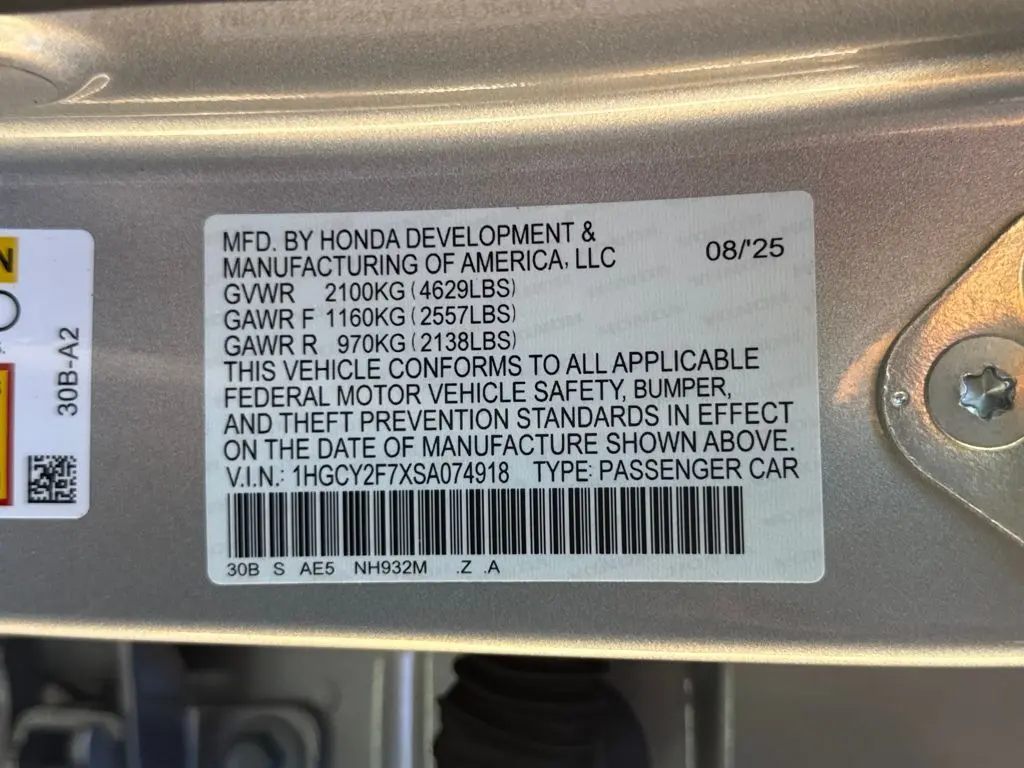 MFD. BY HONDA DEVELOPMENT &
MANUFACTURING OF AMERICA, LLC 08/'25
GVWR 2100KG (4629LBS)
GAWR F 1160KG (2557LBS)
GAWR R 970KG (2138LBS)
THIS VEHICLE CONFORMS TO ALL APPLICABLE
FEDERAL MOTOR VEHICLE SAFETY, BUMPER,
AND THEFT PREVENTION STANDARDS IN EFFECT
ON THE DATE OF MANUFACTURE SHOWN ABOVE.
V.I.N.: 1HGCY2F7XSA074918 TYPE: PASSENGER CAR
30B S AE5 NH932M .Z .A
30B-A2